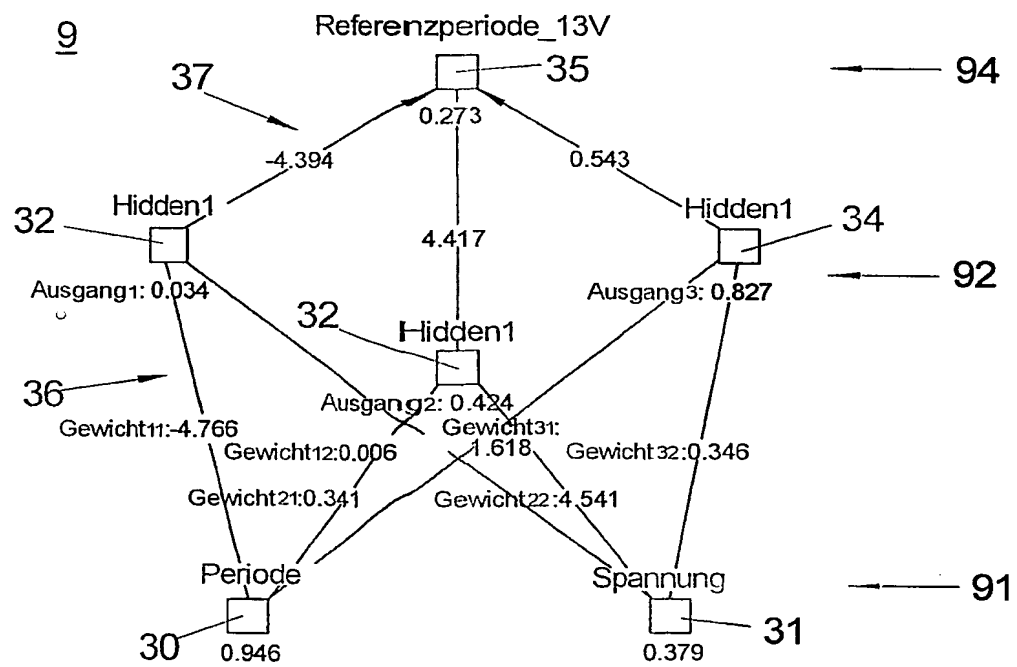 9
Referenzperiode_13V
35
94
37
0.273
-4.394
0.543
Hidden1
Hidden1
32
34
4.417
92
Ausgang1: 0.034
Ausgang3: 0.827
32
Hidden1
36
Ausgang2: 0.424
Gewicht11:-4.766
Gewicht31:
1.618
Gewicht12:0.006
Gewicht32:0.346
Gewicht21:0.341
Gewicht22:4.541
Periode
Spannung
91
30
31
0.946
0.379